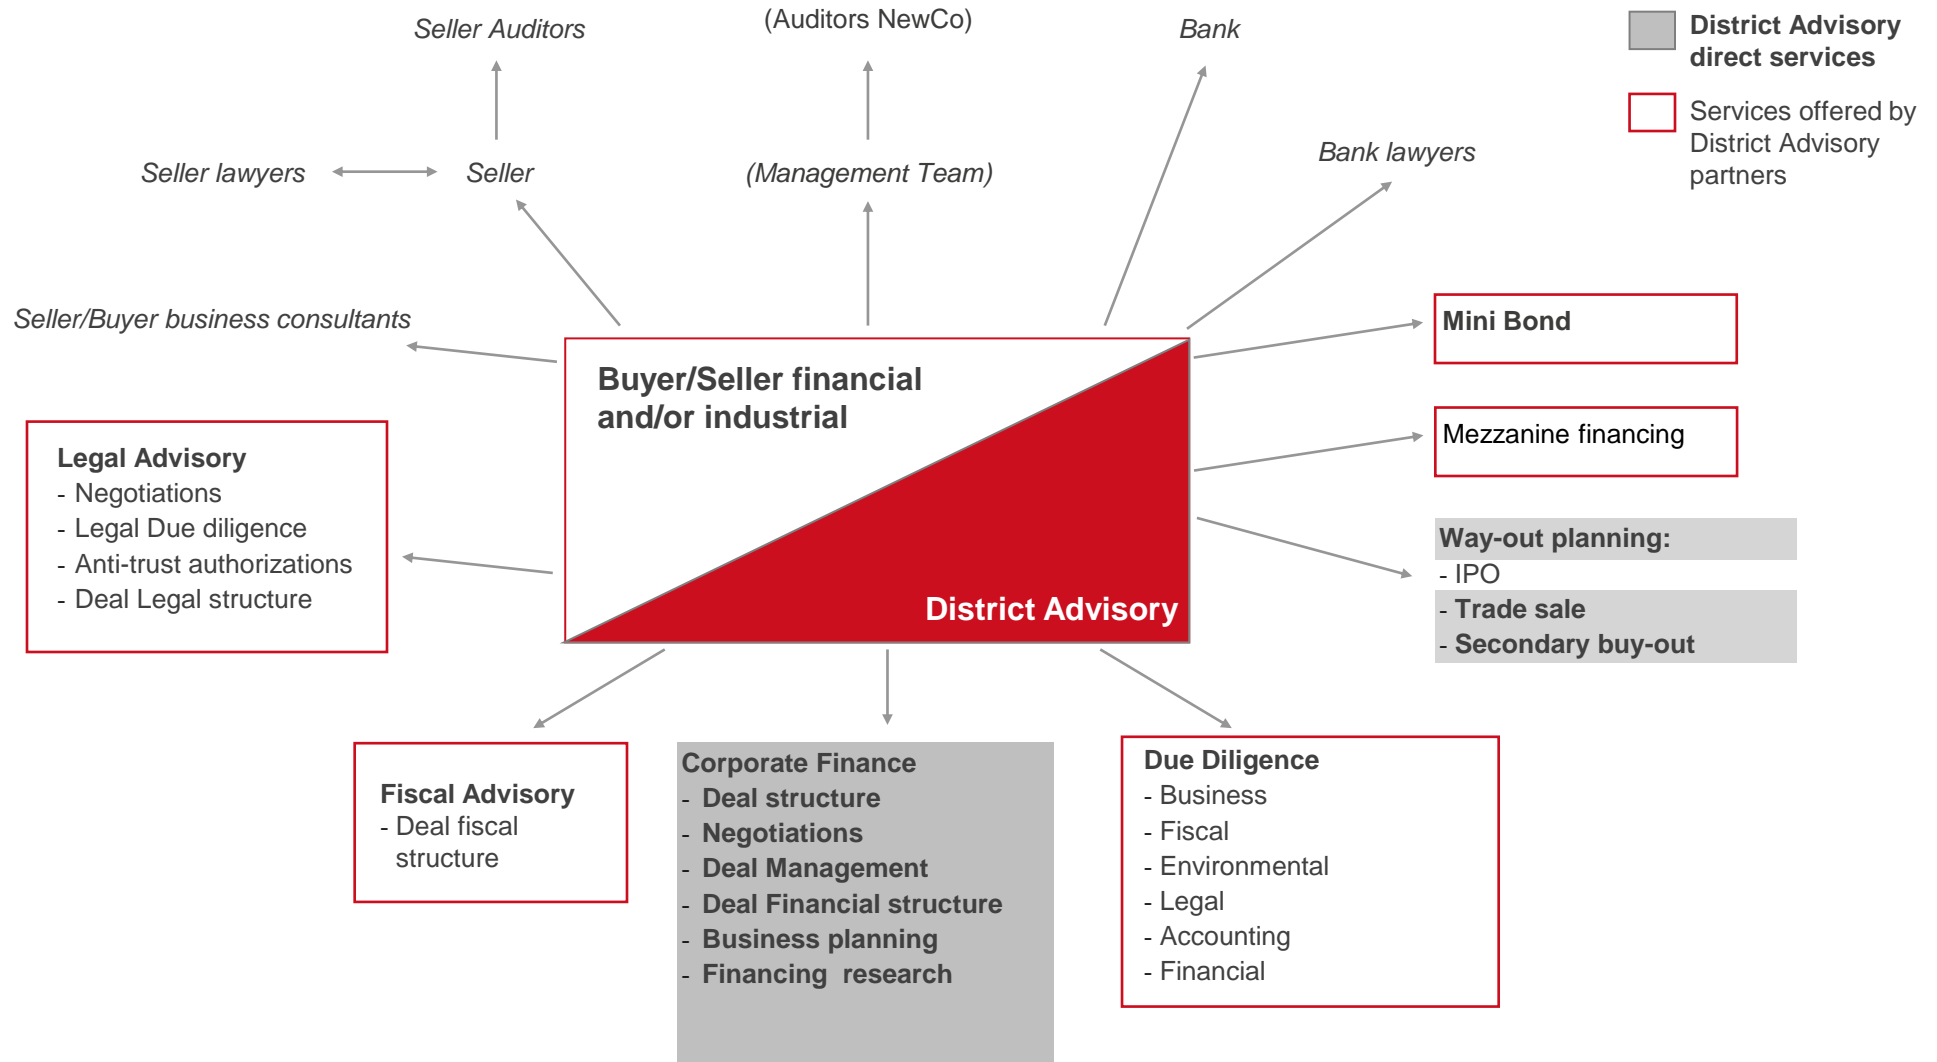 Seller Auditors
(Auditors NewCo)
Bank
District Advisory
direct services
Services offered by
District Advisory
partners
Seller lawyers
Seller
(Management Team)
Bank lawyers
Seller/Buyer business consultants
Buyer/Seller financial
and/or industrial
District Advisory
Mini Bond
Mezzanine financing
Legal Advisory
- Negotiations
- Legal Due diligence
- Anti-trust authorizations
- Deal Legal structure
Way-out planning:
- IPO
- Trade sale
- Secondary buy-out
Fiscal Advisory
- Deal fiscal
structure
Corporate Finance
- Deal structure
- Negotiations
- Deal Management
- Deal Financial structure
- Business planning
- Financing research
Due Diligence
- Business
- Fiscal
- Environmental
- Legal
- Accounting
- Financial